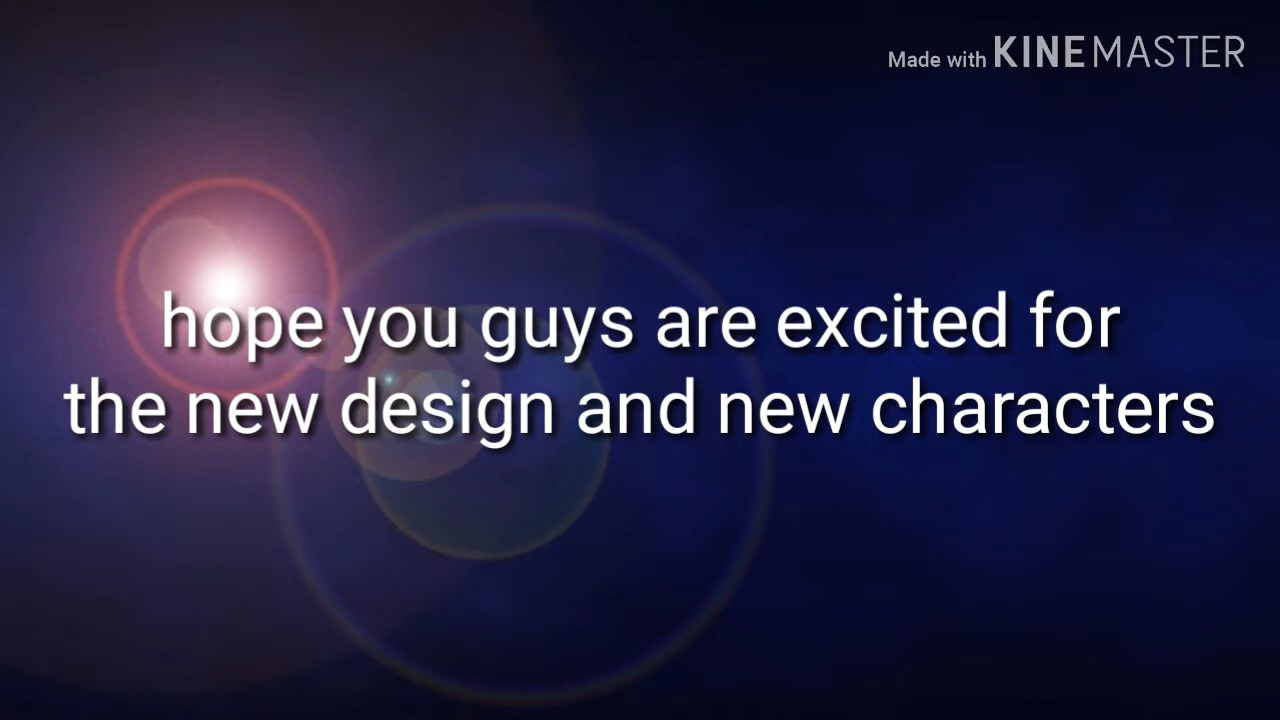 Made with KINEMASTER
hope you guys are excited for
the new design and new characters